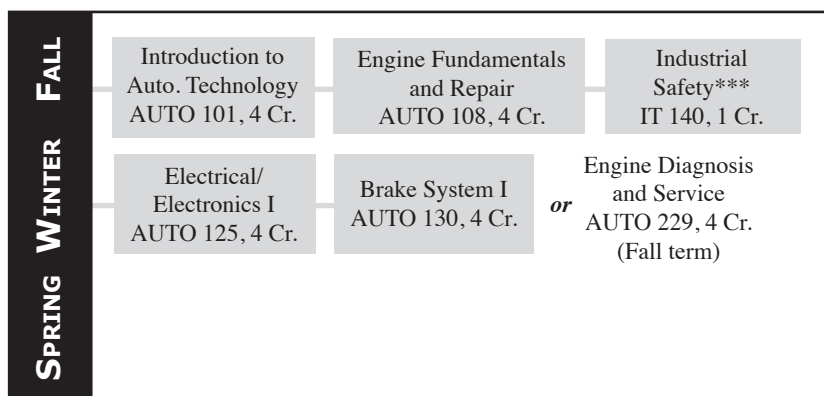 FALL
Introduction to
Auto. Technology
AUTO 101, 4 Cr.
Engine Fundamentals
and Repair
AUTO 108, 4 Cr.
Industrial
Safety***
IT 140, 1 Cr.
WINTER
Electrical/
Electronics I
AUTO 125, 4 Cr.
Brake System I
AUTO 130, 4 Cr.
or
Engine Diagnosis
and Service
AUTO 229, 4 Cr.
(Fall term)
SPRING